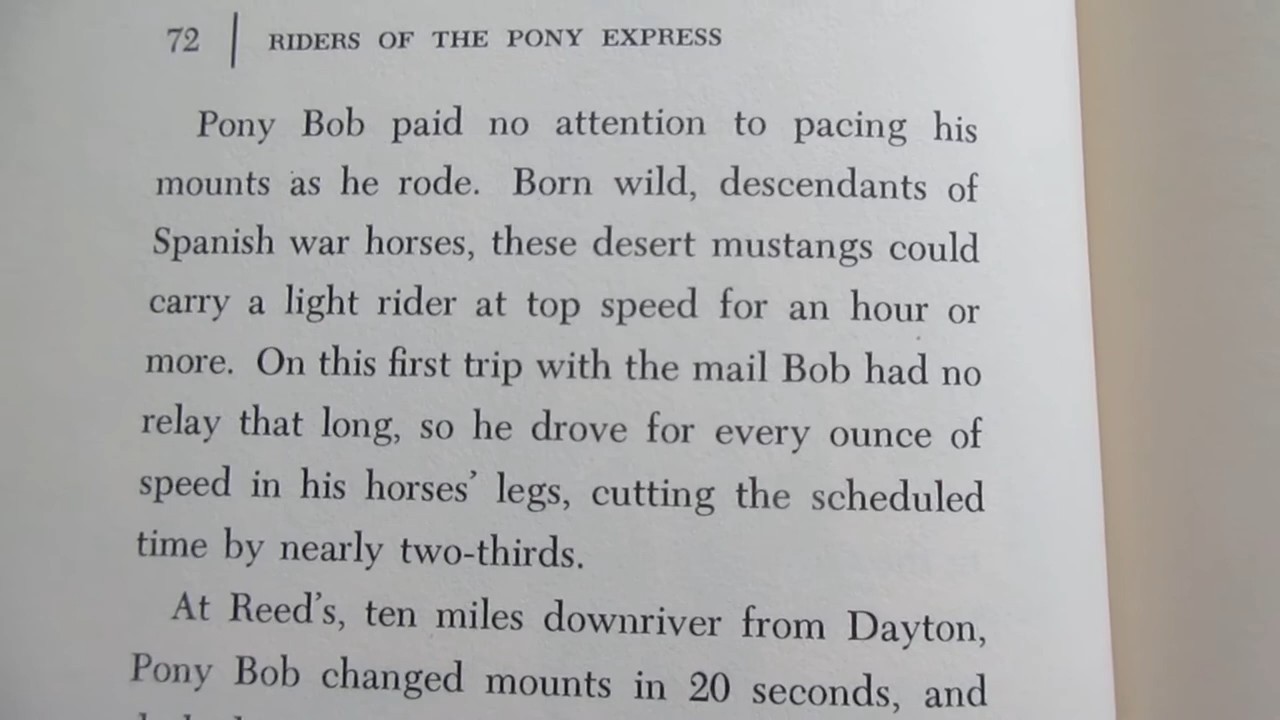 72 | RIDERS OF THE PONY EXPRESS
Pony Bob paid no attention to pacing his
mounts as he rode. Born wild, descendants of
Spanish war horses, these desert mustangs could
carry a light rider at top speed for an hour or
more. On this first trip with the mail Bob had no
relay that long, so he drove for every ounce of
speed in his horses’ legs, cutting the scheduled
time by nearly two-thirds.
At Reed’s, ten miles downriver from Dayton,
Pony Bob changed mounts in 20 seconds, and